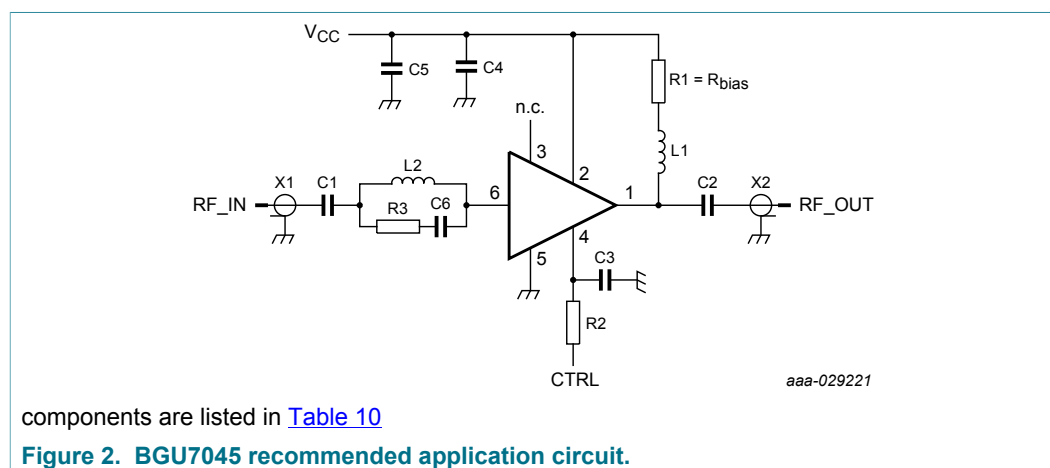 VCC
C5
C4
R1 = Rbias
n.c.
3
L1
2
L2
X1
C1
6
1
C2
X2
RF_IN
RF_OUT
R3
C6
4
5
C3
R2
CTRL
aaa-029221
components are listed in Table 10
Figure 2. BGU7045 recommended application circuit.